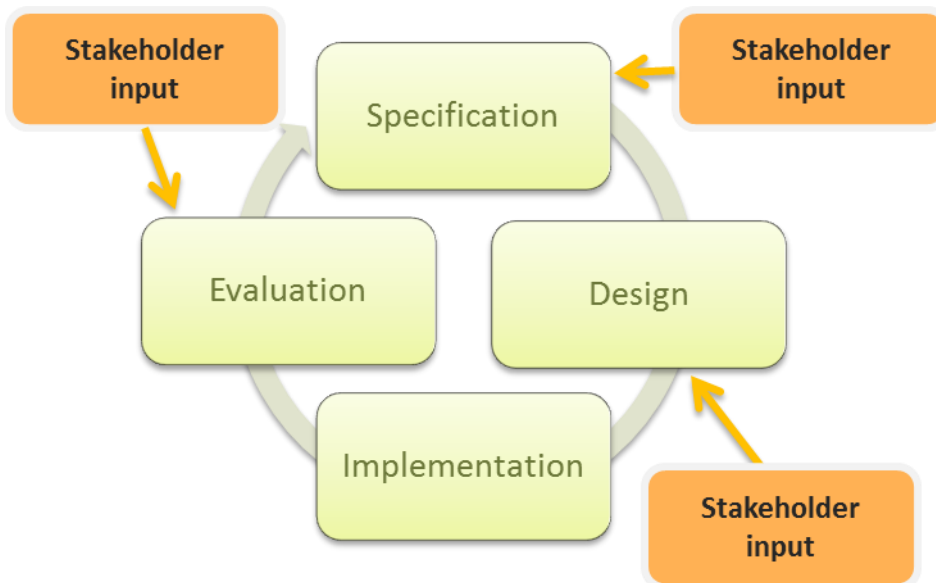 Stakeholder
input
Stakeholder
input
Specification
Evaluation
Design
Implementation
Stakeholder
input